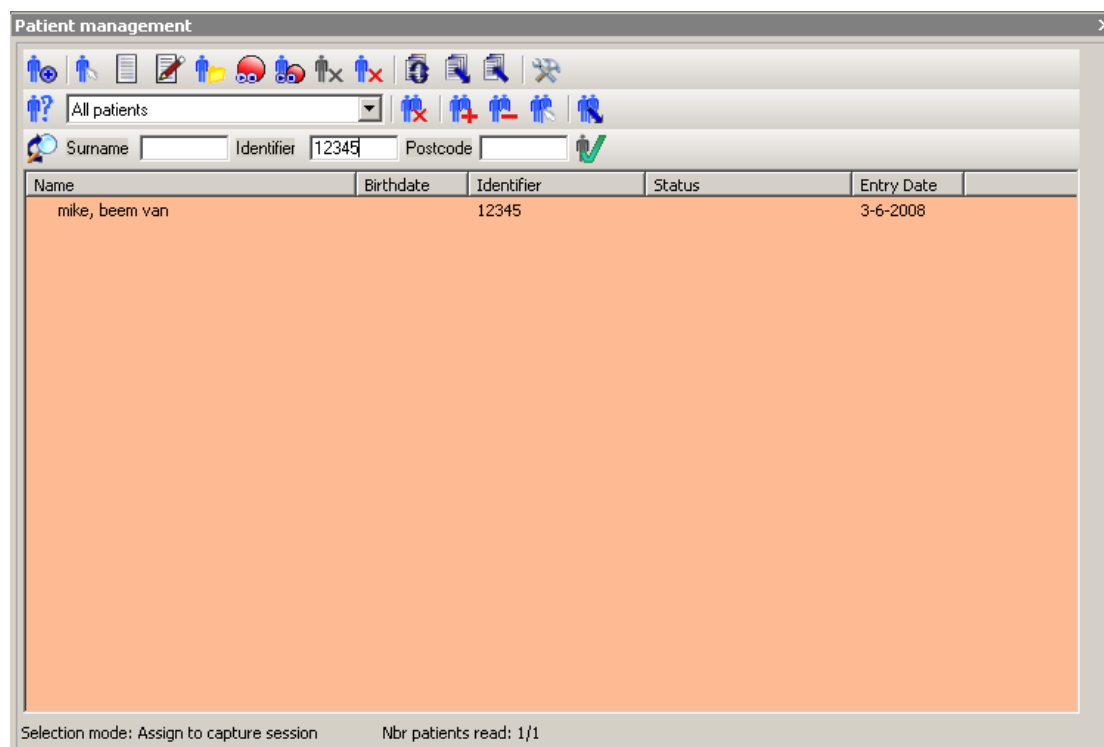 Patient management
All patients
Surname Identifier 12345 Postcode
Name Birthdate Identifier Status Entry Date
mike, beem van 12345 3-6-2008
Selection mode: Assign to capture session Nbr patients read: 1/1